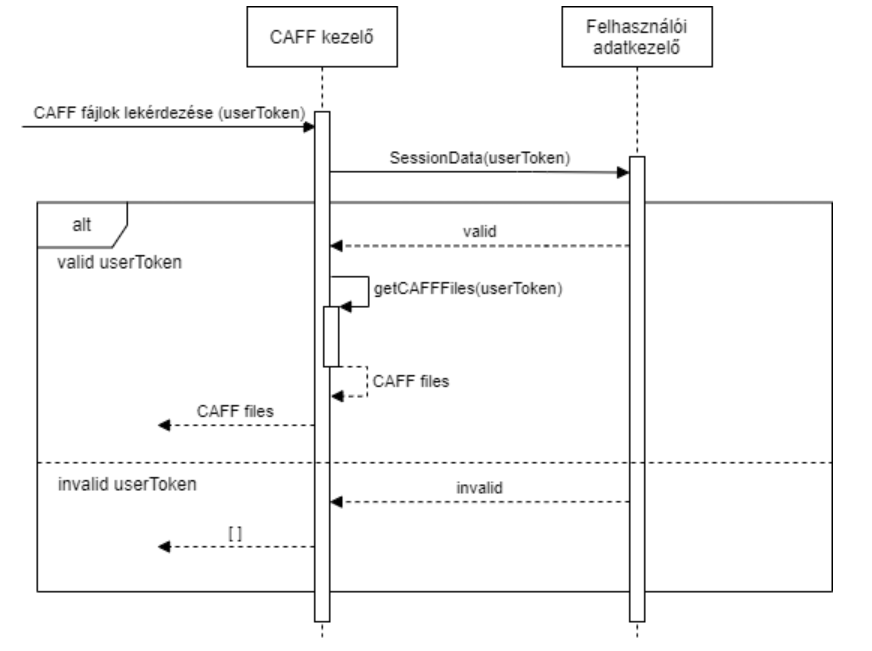 CAFF kezelő
Felhasználói
adatkezelő
CAFF fájlok lekérdezése (userToken)
SessionData(userToken)
alt
valid
valid userToken
getCAFFFiles(userToken)
CAFF files
CAFF files
invalid userToken
invalid
[ ]